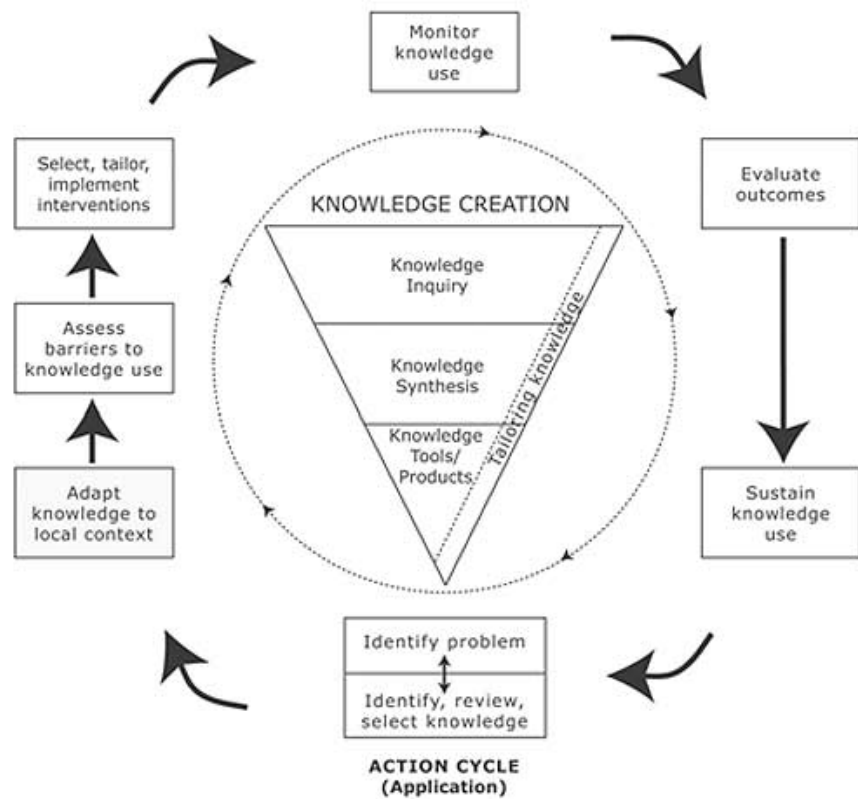 Monitor
knowledge
use
Select, tailor,
implement
interventions
Evaluate
outcomes
KNOWLEDGE CREATION
Knowledge
Inquiry
Assess
barriers to
knowledge use
Knowledge
Synthesis
Tailoring knowledge
Knowledge
Tools/
Products
Adapt
knowledge to
local context
Sustain
knowledge
use
Identify problem
Identify, review,
select knowledge
ACTION CYCLE
(Application)